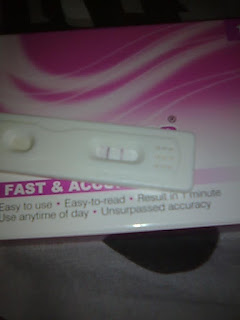 ®
FAST & ACCU
Easy to use • Easy-to-read • Result in 1 minute
Use anytime of day • Unsurpassed accuracy